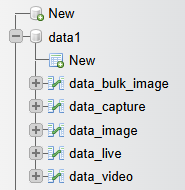 New
data1
New
data_bulk_image
data_capture
data_image
data_live
data_video